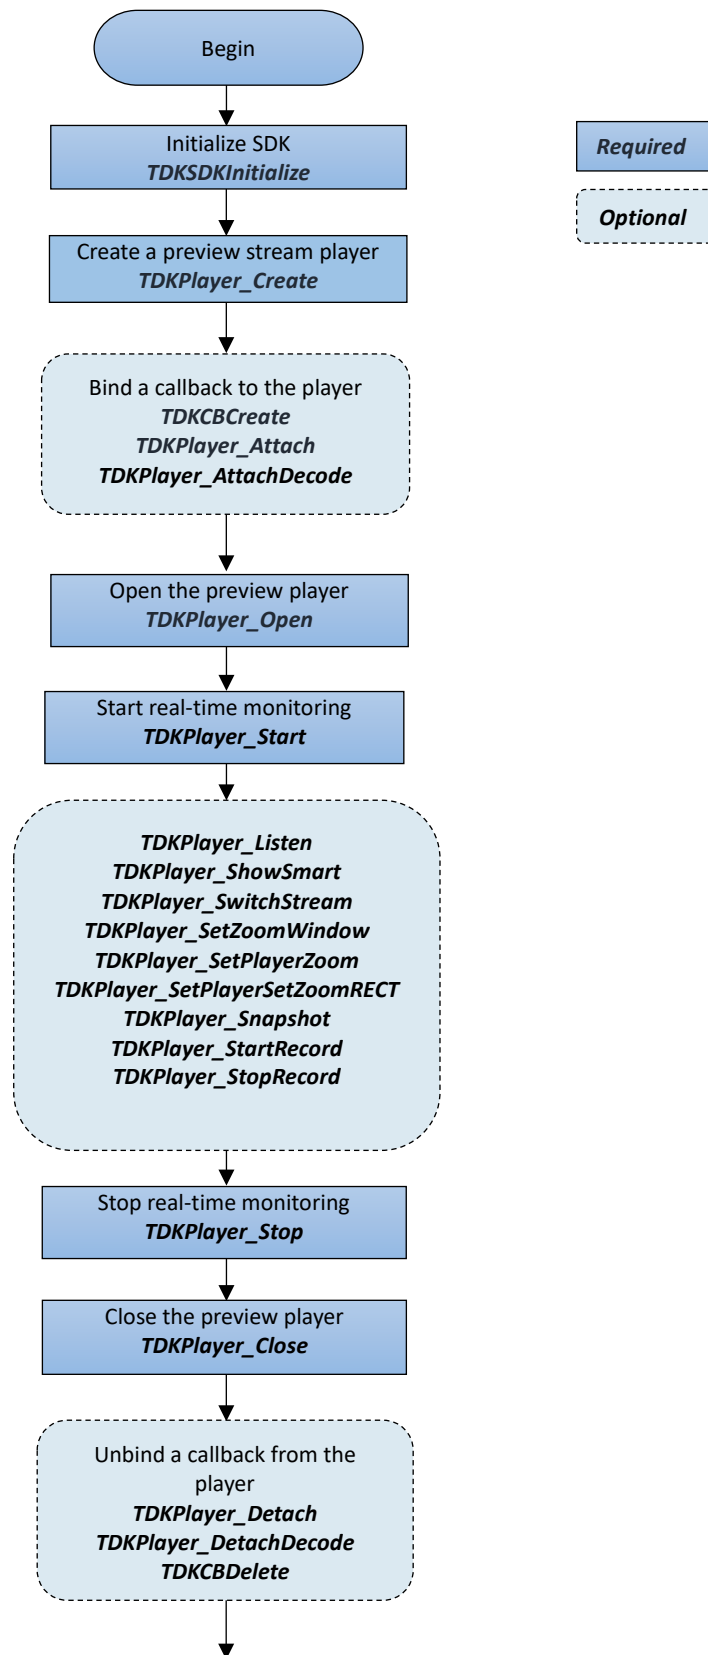 Begin
Initialize SDK
TDKSDKInitialize
Required
Optional
Create a preview stream player
TDKPlayer_Create
Bind a callback to the player
TDKCBCreate
TDKPlayer_Attach
TDKPlayer_AttachDecode
Open the preview player
TDKPlayer_Open
Start real-time monitoring
TDKPlayer_Start
TDKPlayer_Listen
TDKPlayer_ShowSmart
TDKPlayer_SwitchStream
TDKPlayer_SetZoomWindow
TDKPlayer_SetPlayerZoom
TDKPlayer_SetPlayerSetZoomRECT
TDKPlayer_Snapshot
TDKPlayer_StartRecord
TDKPlayer_StopRecord
Stop real-time monitoring
TDKPlayer_Stop
Close the preview player
TDKPlayer_Close
Unbind a callback from the
player
TDKPlayer_Detach
TDKPlayer_DetachDecode
TDKCBDelete